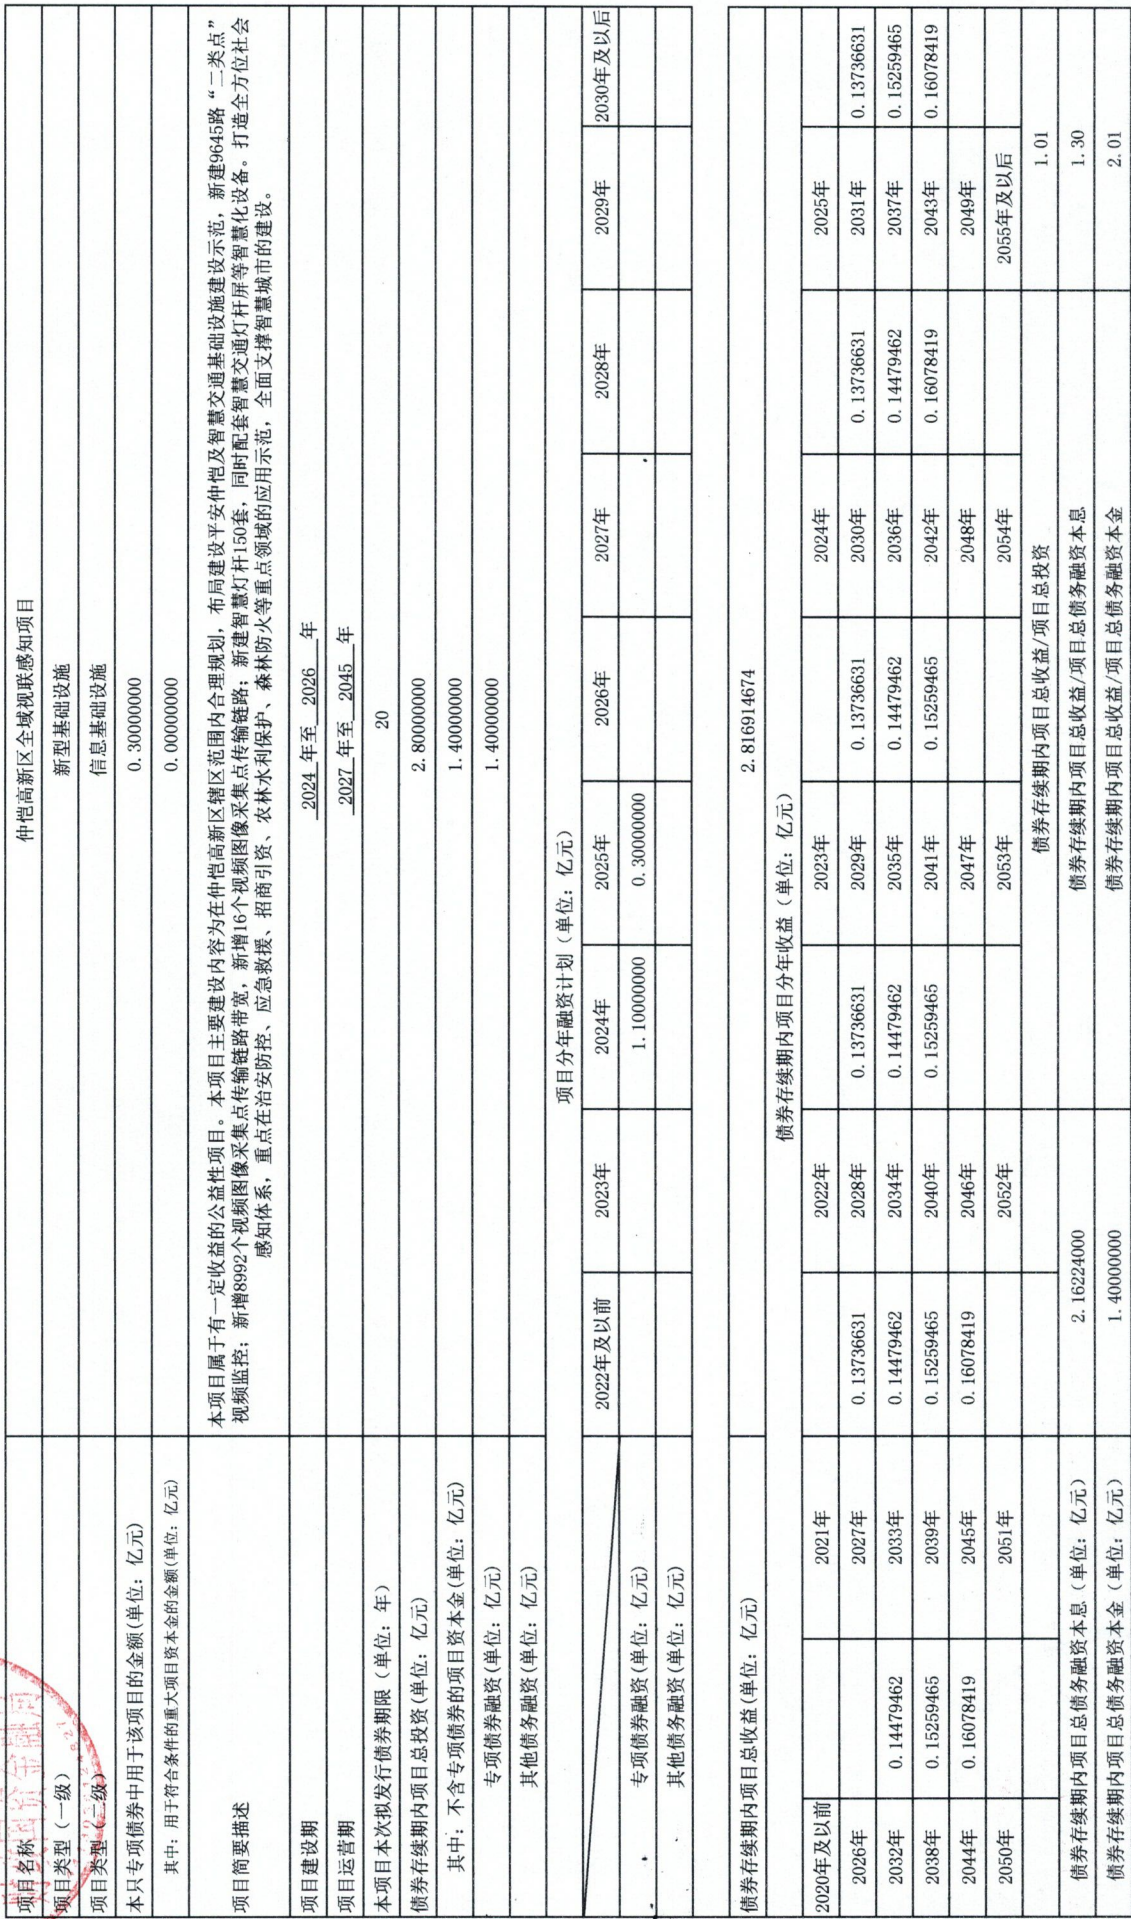 项目名称 仲恺高新区全域视联感知项目
项目类型（一级） 新型基础设施
项目类型（二级） 信息基础设施
本只专项债券中用于该项目的金额(单位：亿元) 0.30000000
其中：用于符合条件的重大项目资本金的金额(单位：亿元) 0.00000000
项目简要描述
本项目属于有一定收益的公益性项目。本项目主要建设内容为在仲恺高新区辖区范围内合理规划，布局建设平安仲恺及智慧交通基础设施建设示范，新建9645路“二类点”
视频监控；新增8992个视频图像采集点传输链路带宽，新增16个视频图像采集点传输链路；新建智慧灯杆150套，同时配套智慧交通灯杆屏等智慧化设备。打造全方位社会
感知体系，重点在治安防控、应急救援、招商引资、农林水利保护、森林防火等重点领域的应用示范，全面支撑智慧城市的建设。
项目建设期 2024 年至 2026 年
项目运营期 2027 年至 2045 年
本项目本次拟发行债券期限（单位：年） 20
债券存续期内项目总投资(单位：亿元) 2.80000000
其中：不含专项债券的项目资本金(单位：亿元) 1.40000000
专项债券融资(单位：亿元) 1.40000000
其他债务融资(单位：亿元)
项目分年融资计划（单位：亿元）
2022年及以前 2023年 2024年 2025年 2026年 2027年 2028年 2029年 2030年及以后
专项债券融资(单位：亿元) 1.10000000 0.30000000
其他债务融资(单位：亿元)
债券存续期内项目总收益(单位：亿元) 2.816914674
债券存续期内项目分年收益（单位：亿元）
2020年及以前 2021年 2022年 2023年 2024年 2025年
2026年 2027年 0.13736631 2028年 0.13736631 2029年 0.13736631 2030年 0.13736631 2031年 0.13736631
2032年 0.14479462 2033年 0.14479462 2034年 0.14479462 2035年 0.14479462 2036年 0.14479462 2037年 0.15259465
2038年 0.15259465 2039年 0.15259465 2040年 0.15259465 2041年 0.15259465 2042年 0.16078419 2043年 0.16078419
2044年 0.16078419 2045年 0.16078419 2046年 2047年 2048年 2049年
2050年 2051年 2052年 2053年 2054年 2055年及以后
债券存续期内项目总收益/项目总投资 1.01
债券存续期内项目总债务融资本息（单位：亿元） 2.16224000 债券存续期内项目总收益/项目总债务融资本息 1.30
债券存续期内项目总债务融资本金（单位：亿元） 1.40000000 债券存续期内项目总收益/项目总债务融资本金 2.01